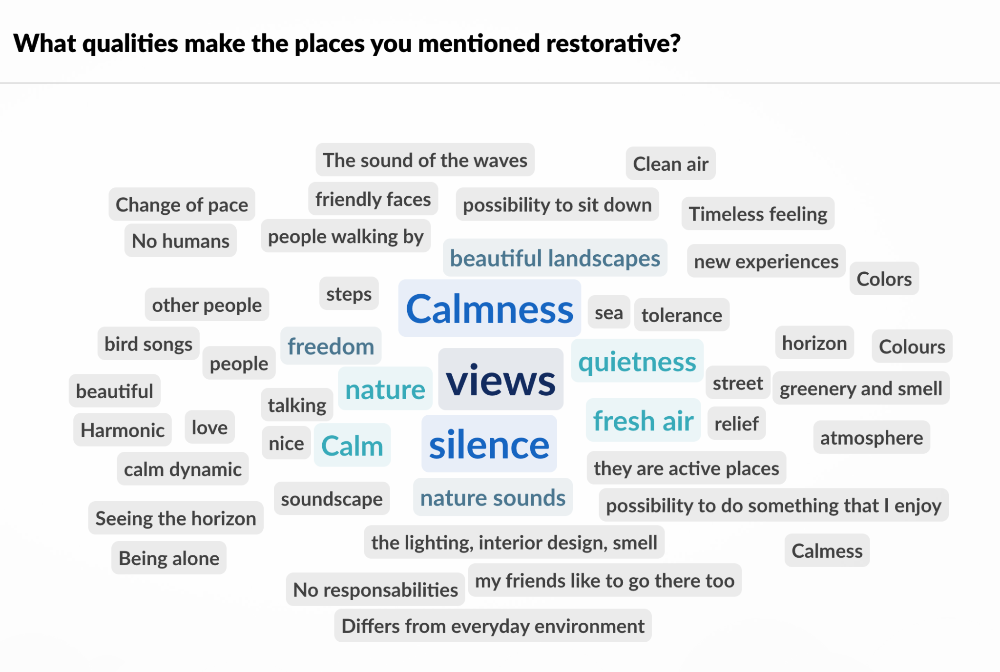 What qualities make the places you mentioned restorative?
The sound of the waves
Clean air
Change of pace
friendly faces
possibility to sit down
Timeless feeling
No humans
people walking by
beautiful landscapes
new experiences
Colors
other people
steps
Calmness
sea
tolerance
bird songs
people
freedom
views
quietness
horizon
Colours
beautiful
talking
nature
street
greenery and smell
Harmonic
love
nice
Calm
silence
fresh air
relief
atmosphere
calm dynamic
they are active places
Seeing the horizon
soundscape
nature sounds
possibility to do something that I enjoy
Being alone
the lighting, interior design, smell
Calmess
No responsabilities
my friends like to go there too
Differs from everyday environment